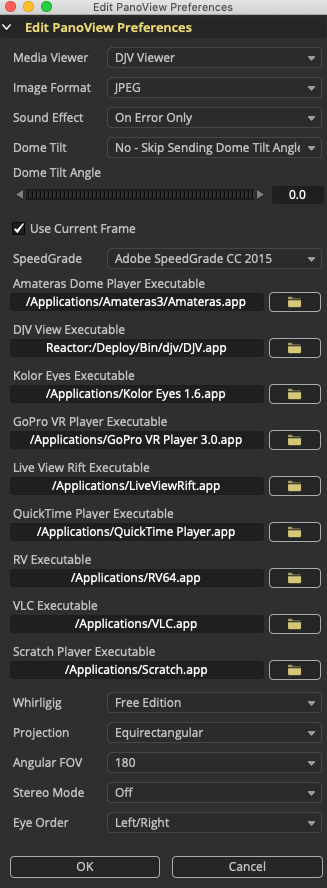 Edit PanoView Preferences
Edit PanoView Preferences
Media Viewer DJV Viewer
Image Format JPEG
Sound Effect On Error Only
Dome Tilt No - Skip Sending Dome Tilt Angle
Dome Tilt Angle
0.0
Use Current Frame
SpeedGrade Adobe SpeedGrade CC 2015
Amateras Dome Player Executable
/Applications/Amateras3/Amateras.app
DJV View Executable
Reactor:/Deploy/Bin/djv/DJV.app
Kolor Eyes Executable
/Applications/Kolor Eyes 1.6.app
GoPro VR Player Executable
/Applications/GoPro VR Player 3.0.app
Live View Rift Executable
/Applications/LiveViewRift.app
QuickTime Player Executable
/Applications/QuickTime Player.app
RV Executable
/Applications/RV64.app
VLC Executable
/Applications/VLC.app
Scratch Player Executable
/Applications/Scratch.app
Whirligig Free Edition
Projection Equirectangular
Angular FOV 180
Stereo Mode Off
Eye Order Left/Right
OK Cancel